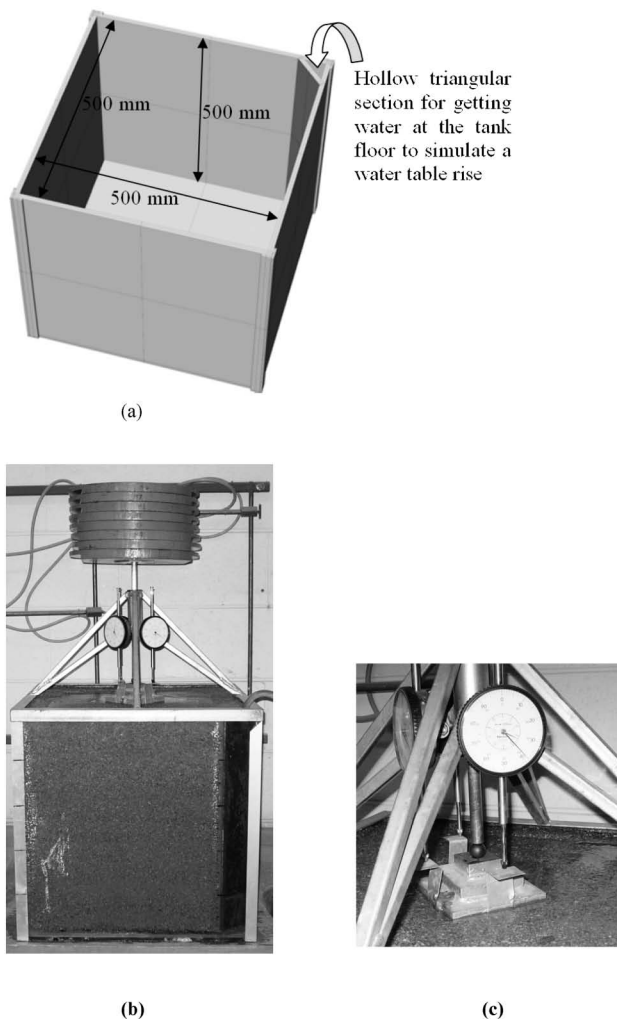 500 mm
500 mm
500 mm
Hollow triangular
section for getting
water at the tank
floor to simulate a
water table rise
(a)
(b)
(c)